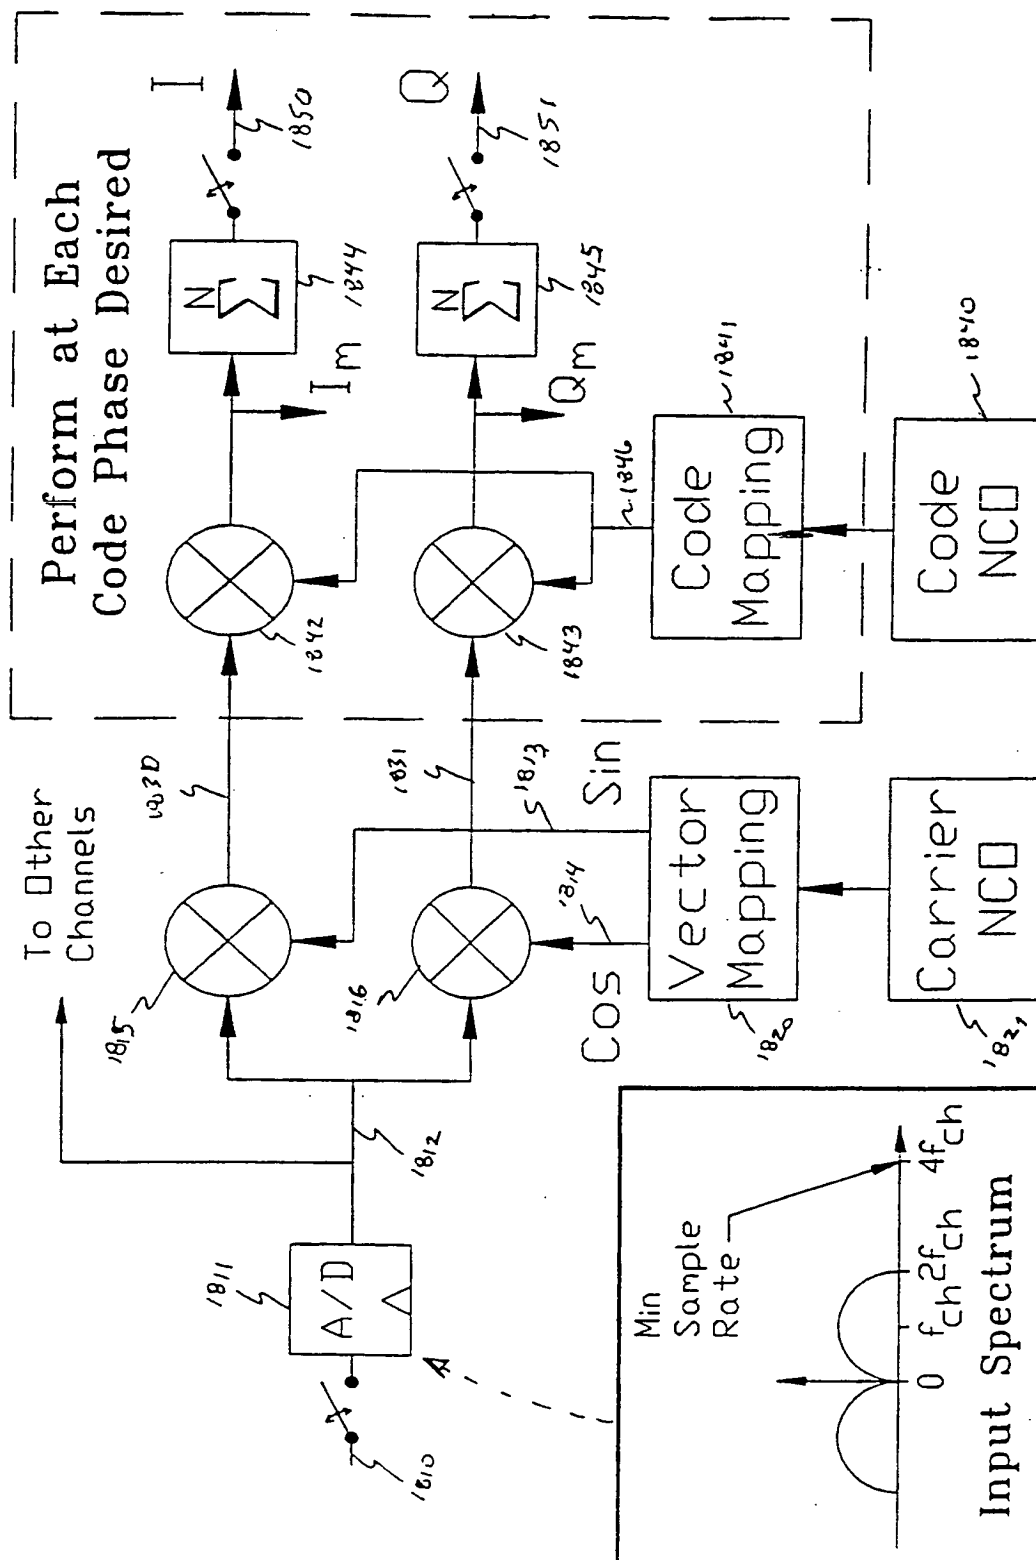 Perform at Each
Code Phase Desired
To Other
Channels
1810
1811
A/D
1812
1815
1816
1830
1831
1813
1814
Sin
Cos
Vector
Mapping
1820
Carrier
NCO
1821
1842
1843
I m
Q m
N
Σ
1844
N
Σ
1845
I
1850
Q
1851
1846
Code
Mapping
1841
Code
NCO
1840
Min
Sample
Rate
0
fch
2fch
4fch
Input Spectrum